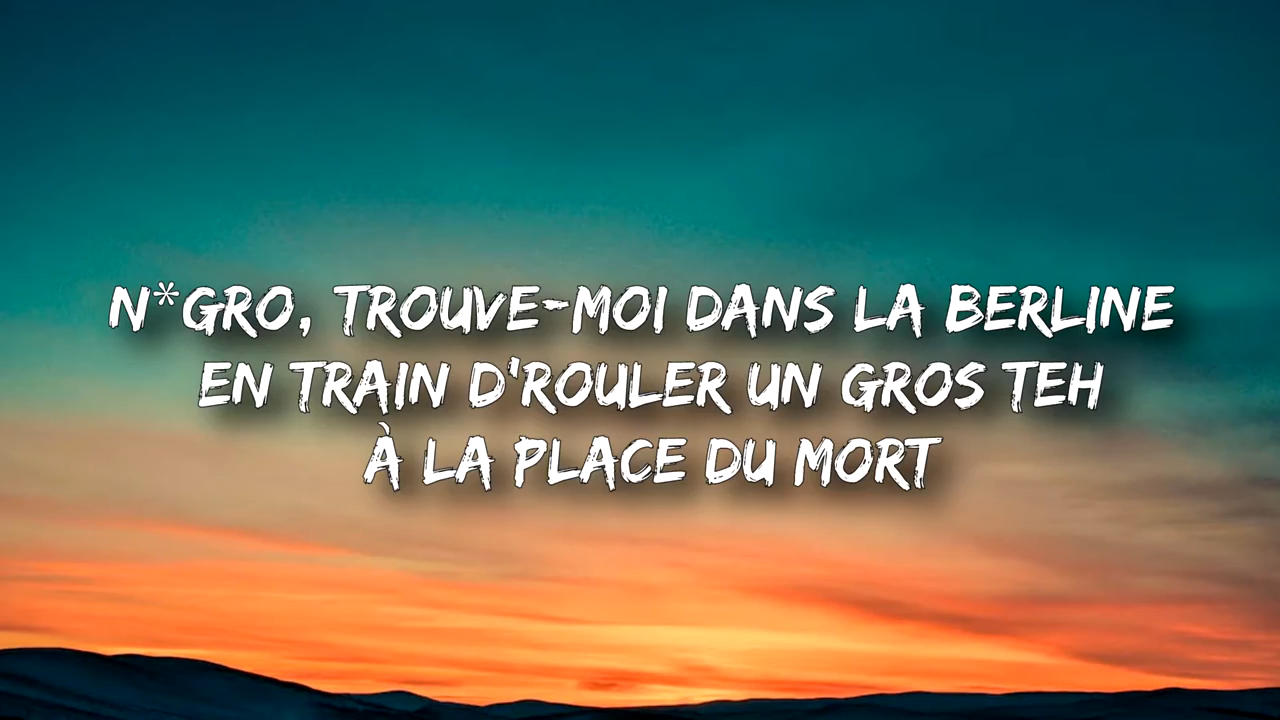 N*GRO, TROUVE-MOI DANS LA BERLINE
EN TRAIN D'ROULER UN GROS TEH
À LA PLACE DU MORT